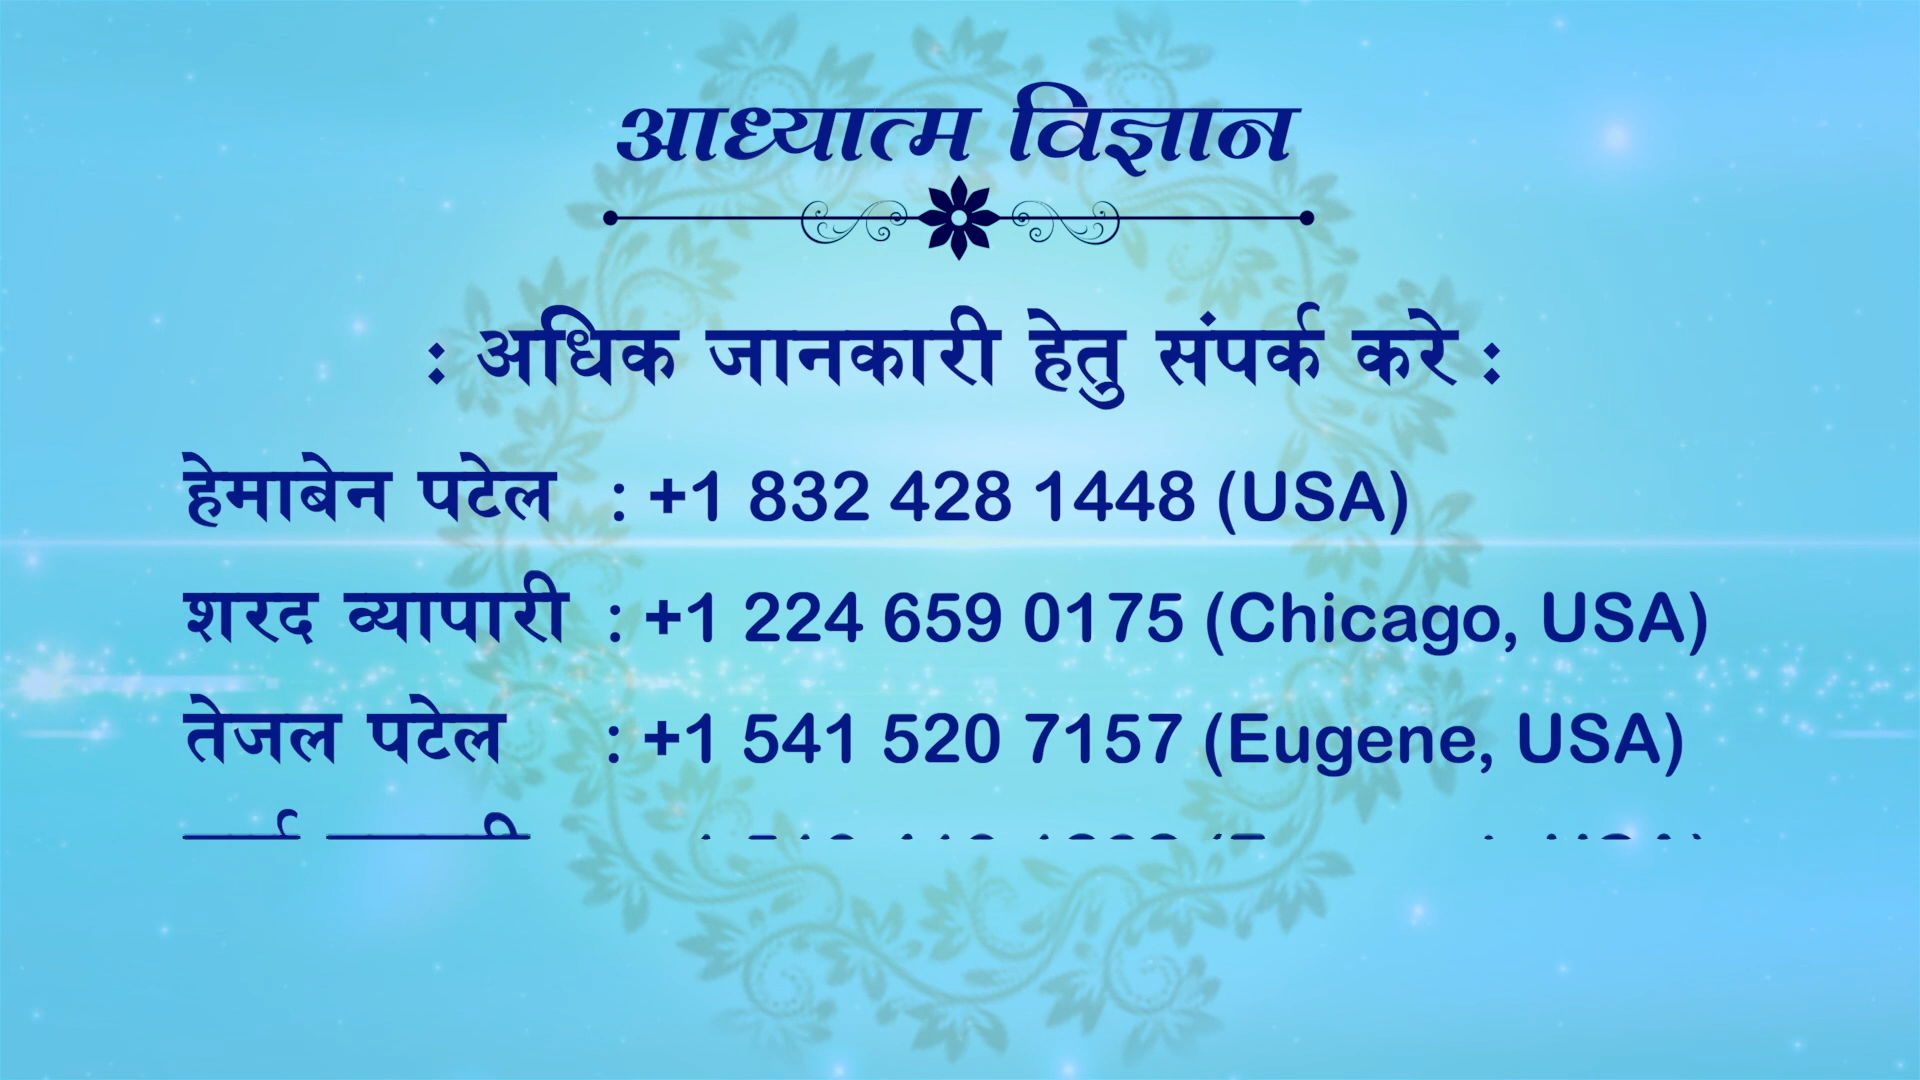 आध्यात्म विज्ञान
: अधिक जानकारी हेतु संपर्क करे :
हेमाबेन पटेल : +1 832 428 1448 (USA)
शरद व्यापारी : +1 224 659 0175 (Chicago, USA)
तेजल पटेल : +1 541 520 7157 (Eugene, USA)